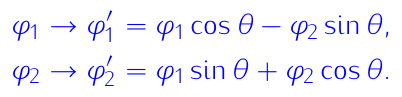 φ₁ → φ′₁ = φ₁ cos θ − φ₂ sin θ,
φ₂ → φ′₂ = φ₁ sin θ + φ₂ cos θ.